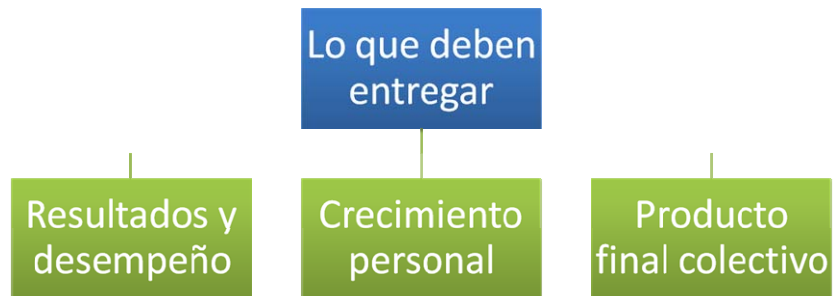 Lo que deben
entregar
Resultados y
desempeño
Crecimiento
personal
Producto
final colectivo